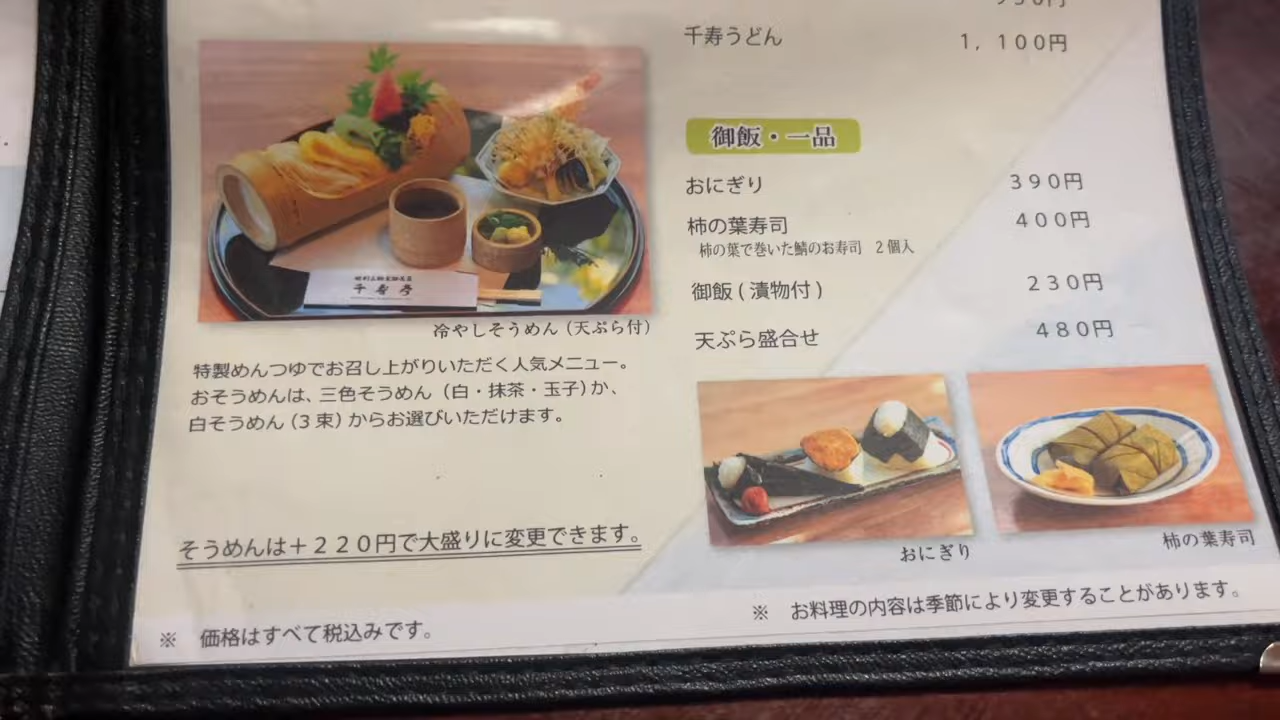 千寿亭
冷やしそうめん（天ぷら付）
特製めんつゆでお召し上がりいただく人気メニュー。
おそうめんは、三色そうめん（白・抹茶・玉子）か、
白そうめん（3束）からお選びいただけます。
そうめんは＋２２０円で大盛りに変更できます。
※　価格はすべて税込みです。
千寿うどん　１，１００円
御飯・一品
おにぎり　３９０円
柿の葉寿司　４００円
柿の葉で巻いた鯖のお寿司　２個入
御飯（漬物付）　２３０円
天ぷら盛合せ　４８０円
おにぎり
柿の葉寿司
※　お料理の内容は季節により変更することがあります。